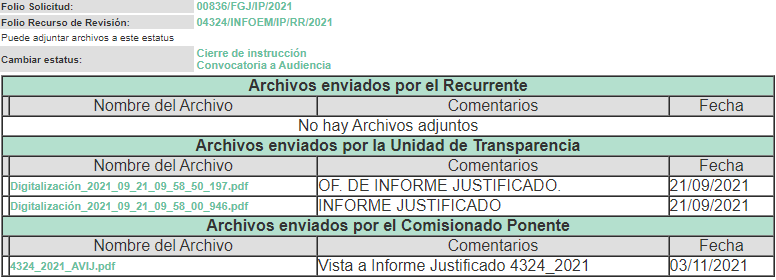 Folio Solicitud: 00836/FGJ/IP/2021
Folio Recurso de Revisión: 04324/INFOEM/IP/RR/2021
Puede adjuntar archivos a este estatus
Cambiar estatus: Cierre de instrucción
Convocatoria a Audiencia
Archivos enviados por el Recurrente
Nombre del Archivo Comentarios Fecha
No hay Archivos adjuntos
Archivos enviados por la Unidad de Transparencia
Nombre del Archivo Comentarios Fecha
Digitalización_2021_09_21_09_58_50_197.pdf OF. DE INFORME JUSTIFICADO. 21/09/2021
Digitalización_2021_09_21_09_58_00_946.pdf INFORME JUSTIFICADO 21/09/2021
Archivos enviados por el Comisionado Ponente
Nombre del Archivo Comentarios Fecha
4324_2021_AVIJ.pdf Vista a Informe Justificado 4324_2021 03/11/2021